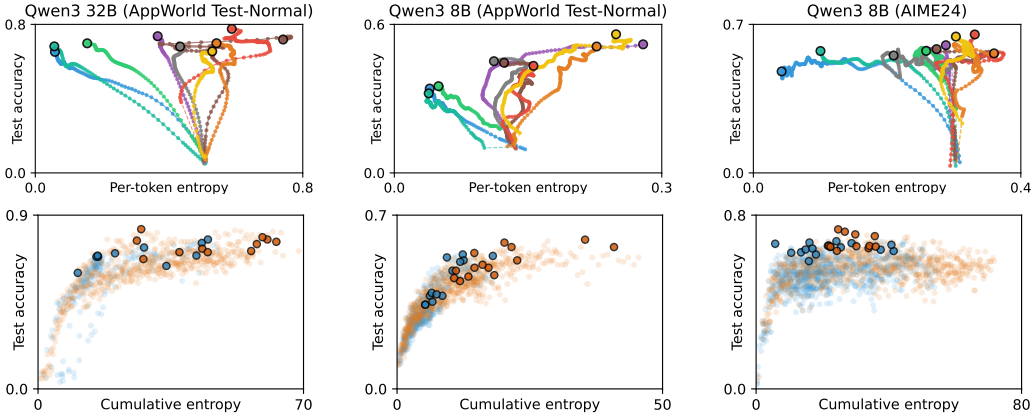 Qwen3 32B (AppWorld Test-Normal)
Qwen3 8B (AppWorld Test-Normal)
Qwen3 8B (AIME24)
0.8
Test accuracy
0.0
0.0
Per-token entropy
0.8
0.6
Test accuracy
0.0
0.0
Per-token entropy
0.3
0.7
Test accuracy
0.0
0.0
Per-token entropy
0.4
0.9
Test accuracy
0.0
0
Cumulative entropy
70
0.7
Test accuracy
0.0
0
Cumulative entropy
50
0.8
Test accuracy
0.0
0
Cumulative entropy
80